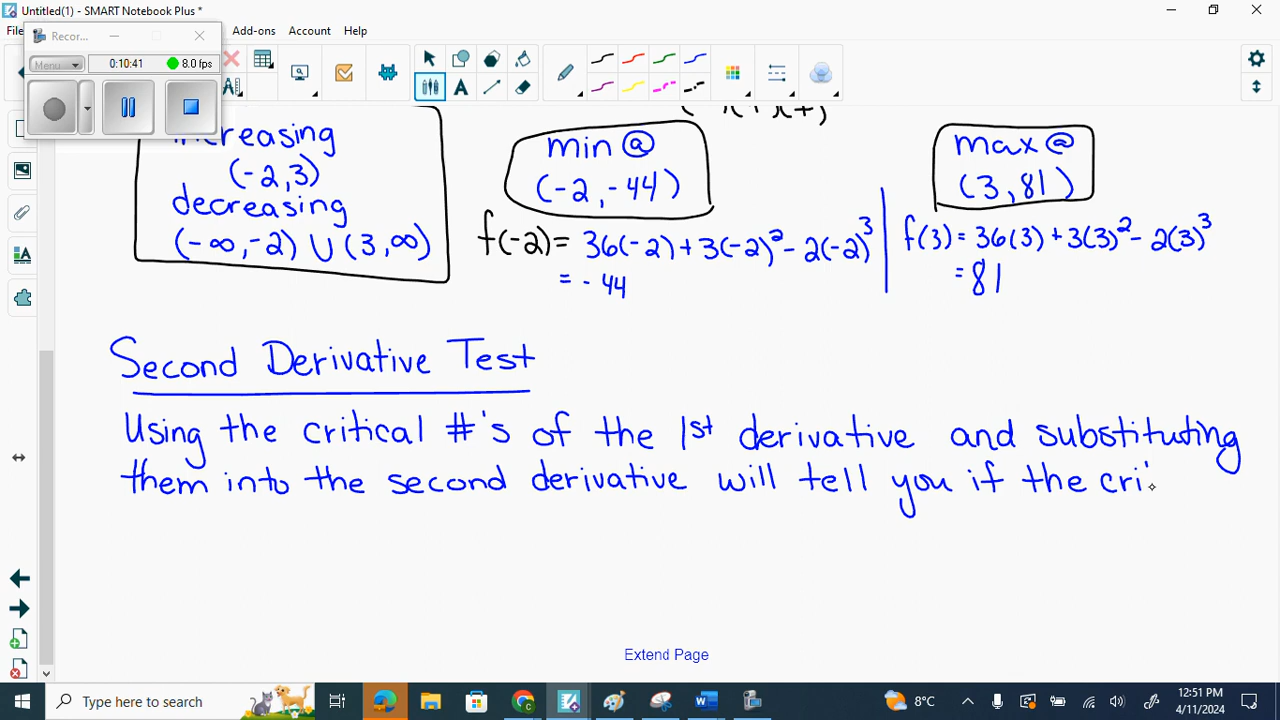 Untitled(1) - SMART Notebook Plus *
Recor...
Add-ons Account Help
Menu 0:10:41 8.0 fps
increasing
(-2,3)
decreasing
(-∞,-2) ∪ (3,∞)
min @
(-2, -44)
f(-2) = 36(-2) + 3(-2)² - 2(-2)³
= -44
max @
(3, 81)
f(3) = 36(3) + 3(3)² - 2(3)³
= 81
Second Derivative Test
Using the critical #'s of the 1st derivative and substituting
them into the second derivative will tell you if the cri
Extend Page
Type here to search
8°C
12:51 PM
4/11/2024